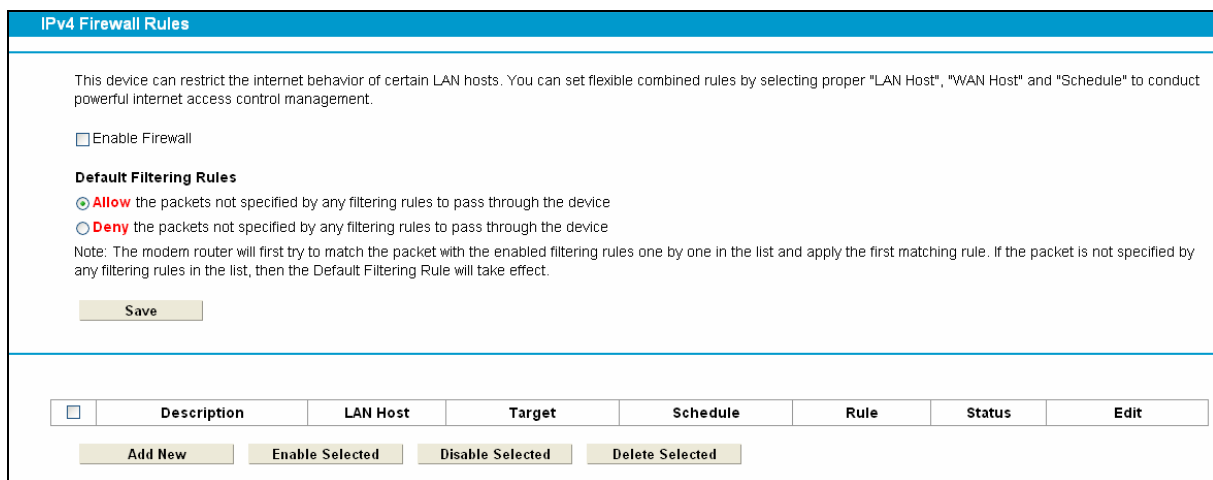 IPv4 Firewall Rules
This device can restrict the internet behavior of certain LAN hosts. You can set flexible combined rules by selecting proper "LAN Host", "WAN Host" and "Schedule" to conduct
powerful internet access control management.
Enable Firewall
Default Filtering Rules
Allow the packets not specified by any filtering rules to pass through the device
Deny the packets not specified by any filtering rules to pass through the device
Note: The modem router will first try to match the packet with the enabled filtering rules one by one in the list and apply the first matching rule. If the packet is not specified by
any filtering rules in the list, then the Default Filtering Rule will take effect.
Save
Description LAN Host Target Schedule Rule Status Edit
Add New Enable Selected Disable Selected Delete Selected